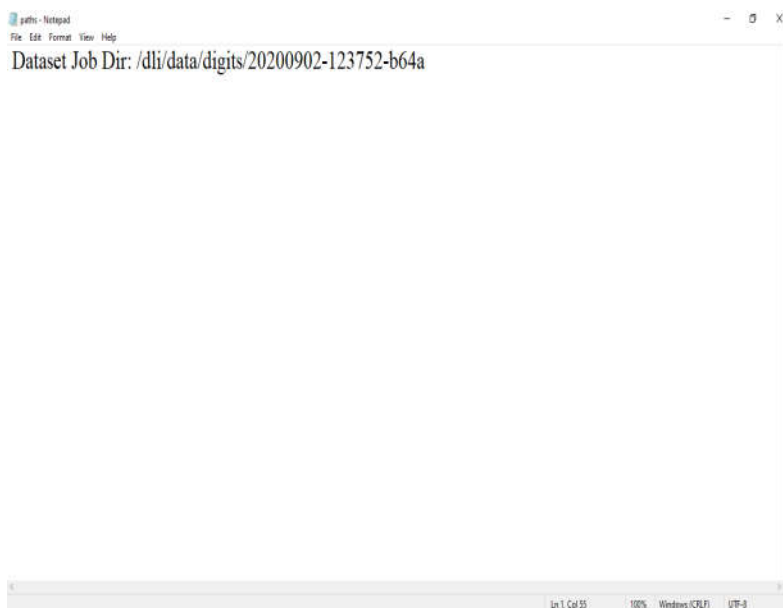 paths - Notepad
File Edit Format View Help
Dataset Job Dir: /dli/data/digits/20200902-123752-b64a
Ln 1, Col 55 100% Windows (CRLF) UTF-8